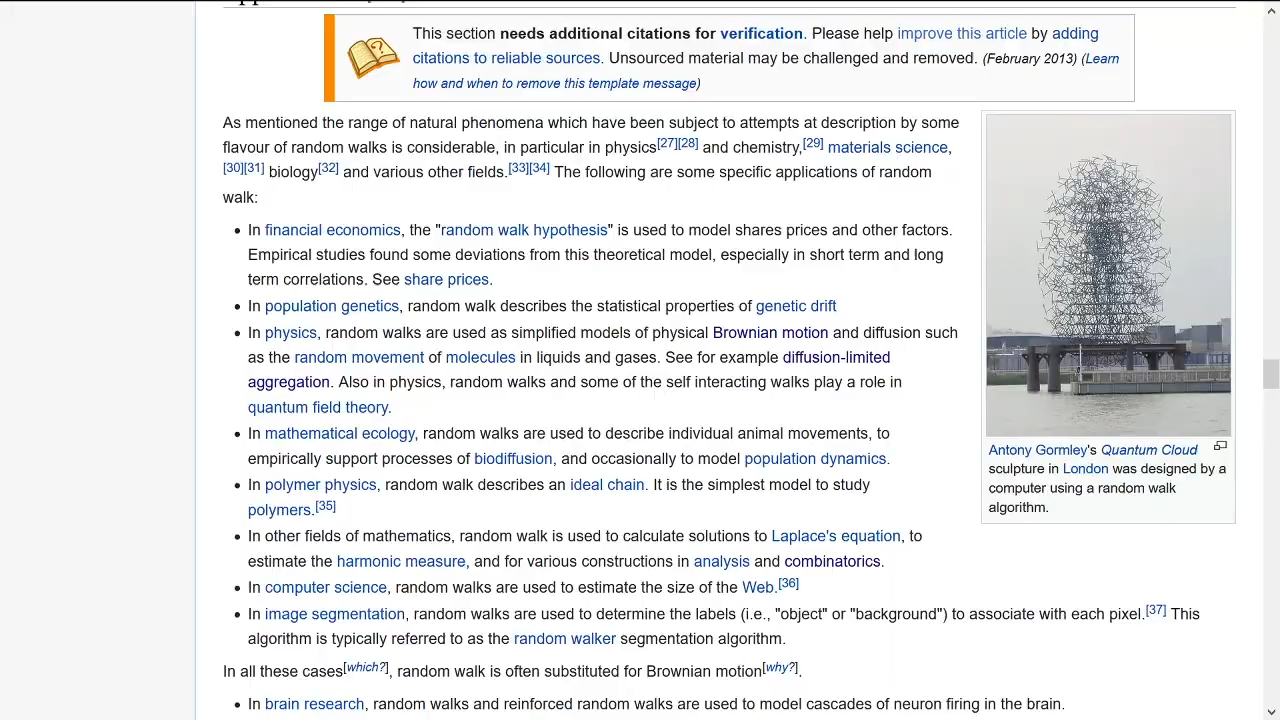 This section needs additional citations for verification. Please help improve this article by adding
citations to reliable sources. Unsourced material may be challenged and removed. (February 2013) (Learn
how and when to remove this template message)
As mentioned the range of natural phenomena which have been subject to attempts at description by some
flavour of random walks is considerable, in particular in physics[27][28] and chemistry,[29] materials science,
[30][31] biology[32] and various other fields.[33][34] The following are some specific applications of random
walk:
• In financial economics, the "random walk hypothesis" is used to model shares prices and other factors.
Empirical studies found some deviations from this theoretical model, especially in short term and long
term correlations. See share prices.
• In population genetics, random walk describes the statistical properties of genetic drift
• In physics, random walks are used as simplified models of physical Brownian motion and diffusion such
as the random movement of molecules in liquids and gases. See for example diffusion-limited
aggregation. Also in physics, random walks and some of the self interacting walks play a role in
quantum field theory.
• In mathematical ecology, random walks are used to describe individual animal movements, to
empirically support processes of biodiffusion, and occasionally to model population dynamics.
• In polymer physics, random walk describes an ideal chain. It is the simplest model to study
polymers.[35]
• In other fields of mathematics, random walk is used to calculate solutions to Laplace's equation, to
estimate the harmonic measure, and for various constructions in analysis and combinatorics.
• In computer science, random walks are used to estimate the size of the Web.[36]
• In image segmentation, random walks are used to determine the labels (i.e., "object" or "background") to associate with each pixel.[37] This
algorithm is typically referred to as the random walker segmentation algorithm.
In all these cases[which?], random walk is often substituted for Brownian motion[why?].
• In brain research, random walks and reinforced random walks are used to model cascades of neuron firing in the brain.
Antony Gormley's Quantum Cloud
sculpture in London was designed by a
computer using a random walk
algorithm.